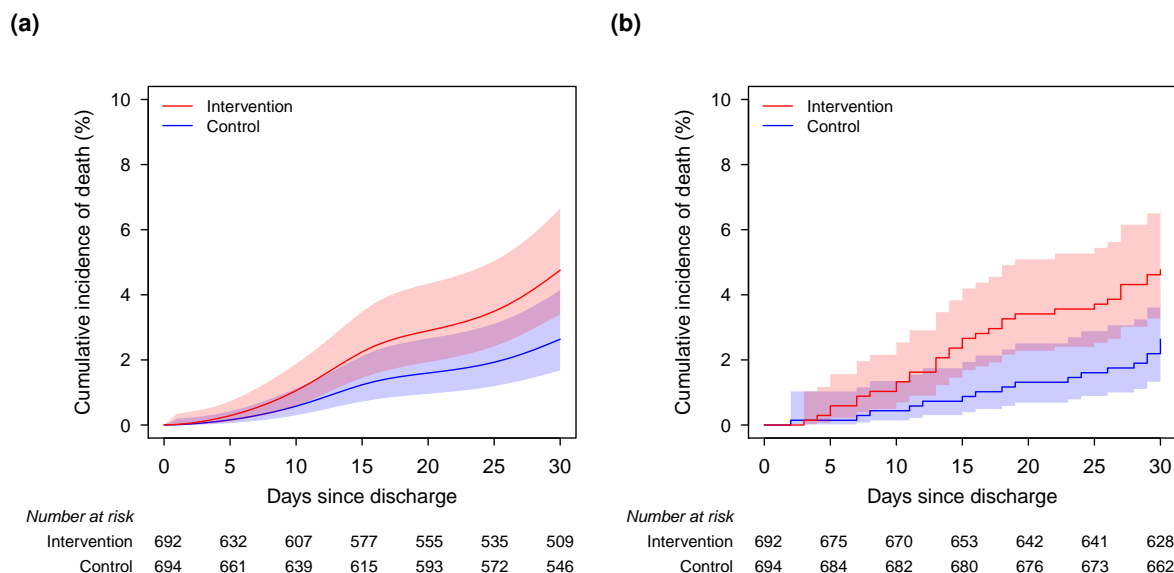 (a)
Cumulative incidence of death (%)
10
8
6
4
2
0
Intervention
Control
0 5 10 15 20 25 30
Days since discharge
Number at risk
Intervention 692 632 607 577 555 535 509
Control 694 661 639 615 593 572 546
(b)
Cumulative incidence of death (%)
10
8
6
4
2
0
Intervention
Control
0 5 10 15 20 25 30
Days since discharge
Number at risk
Intervention 692 675 670 653 642 641 628
Control 694 684 682 680 676 673 662